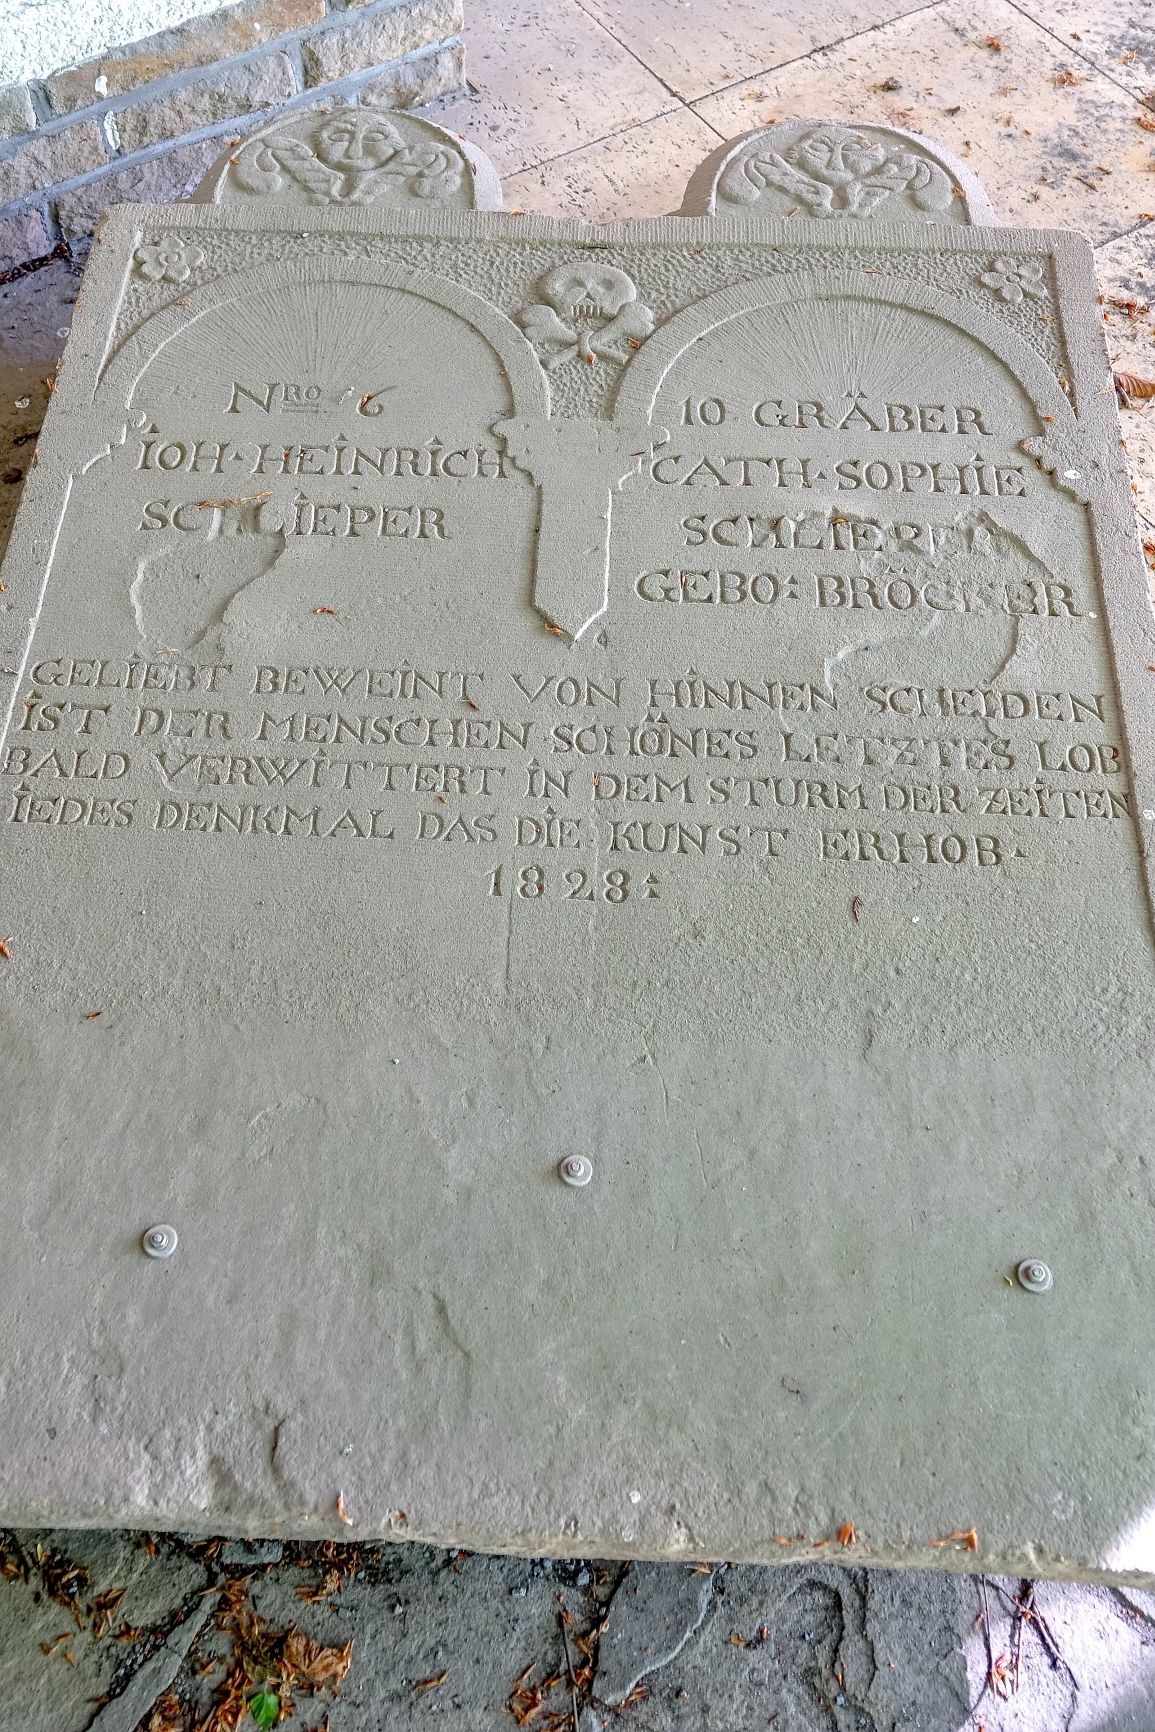 NRO 6
IOH· HEINRICH
SCHLIEPER
10 GRÄBER
CATH· SOPHIE
SCHLIEPER
GEBO: BRÖCKER
GELIEBT BEWEINT VON HINNEN SCHEIDEN
IST DER MENSCHEN SCHÖNES LETZTES LOB
BALD VERWITTERT IN DEM STURM DER ZEITEN
IEDES DENKMAL DAS DIE KUNST ERHOB·
1828: